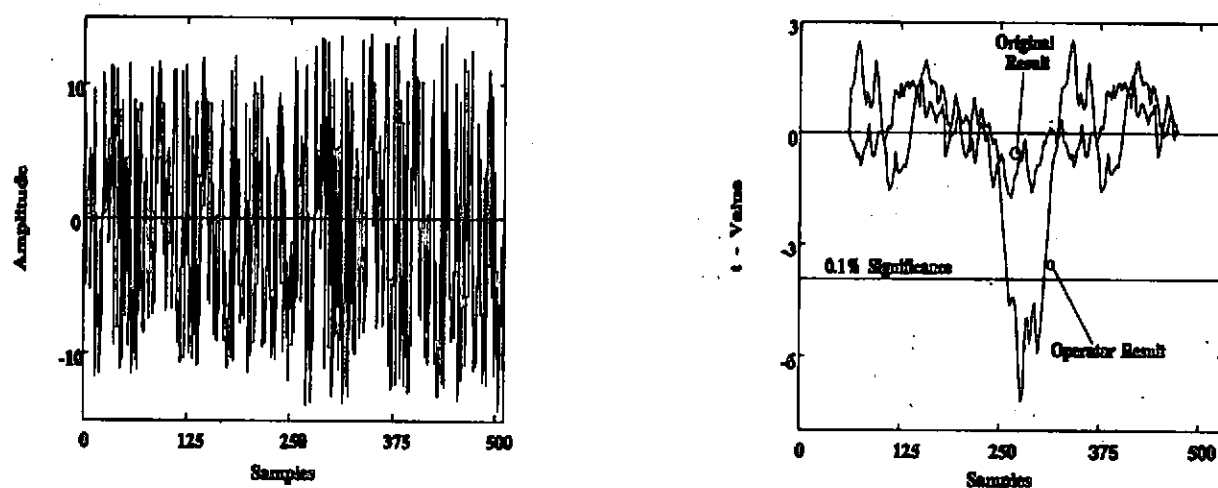 10
0
-10
Amplitude
0
125
250
375
500
Samples
3
0
-3
-6
t - Value
Original
Result
0.1% Significance
Operator Result
0
125
250
375
500
Samples